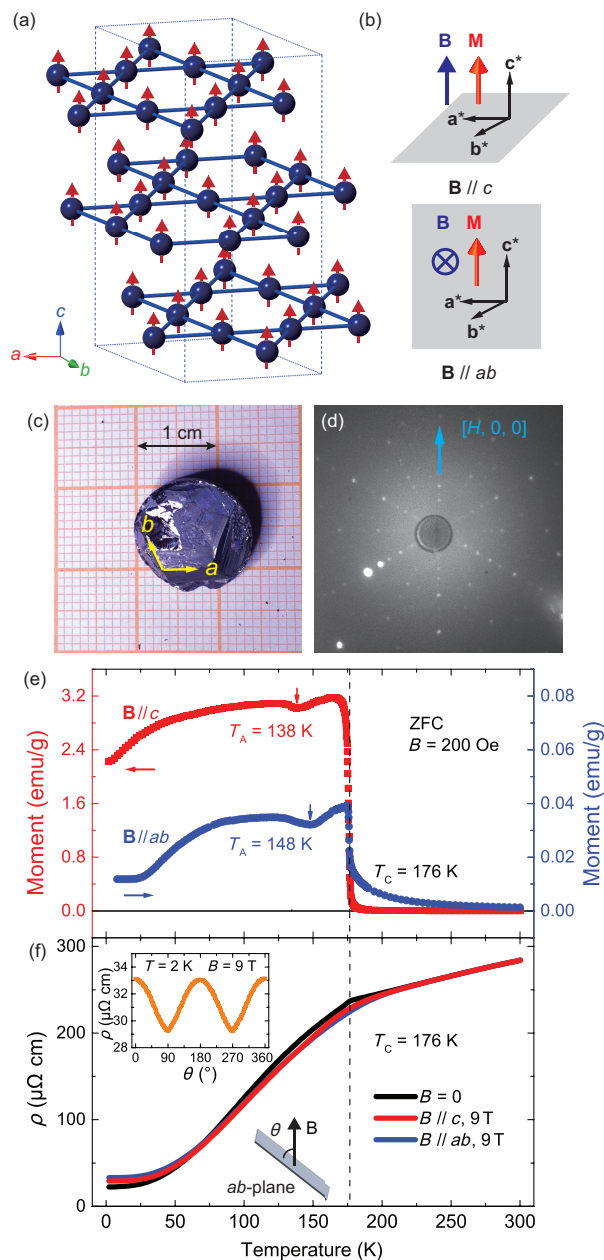 (a)
c
a
b
(b)
B M
c*
a*
b*
B // c
B M
c*
a*
b*
B // ab
(c)
1 cm
b
a
(d)
[H, 0, 0]
(e)
3.2
2.4
1.6
0.8
0.0
Moment (emu/g)
B//c
T_A = 138 K
ZFC
B = 200 Oe
B//ab
T_A = 148 K
T_C = 176 K
0.08
0.06
0.04
0.02
0.00
Moment (emu/g)
(f)
300
200
100
0
ρ (μΩ cm)
T = 2 K B = 9 T
34
32
30
28
ρ (μΩ cm)
0 90 180 270 360
θ (°)
T_C = 176 K
B = 0
B // c, 9 T
B // ab, 9 T
θ B
ab-plane
0 50 100 150 200 250 300
Temperature (K)